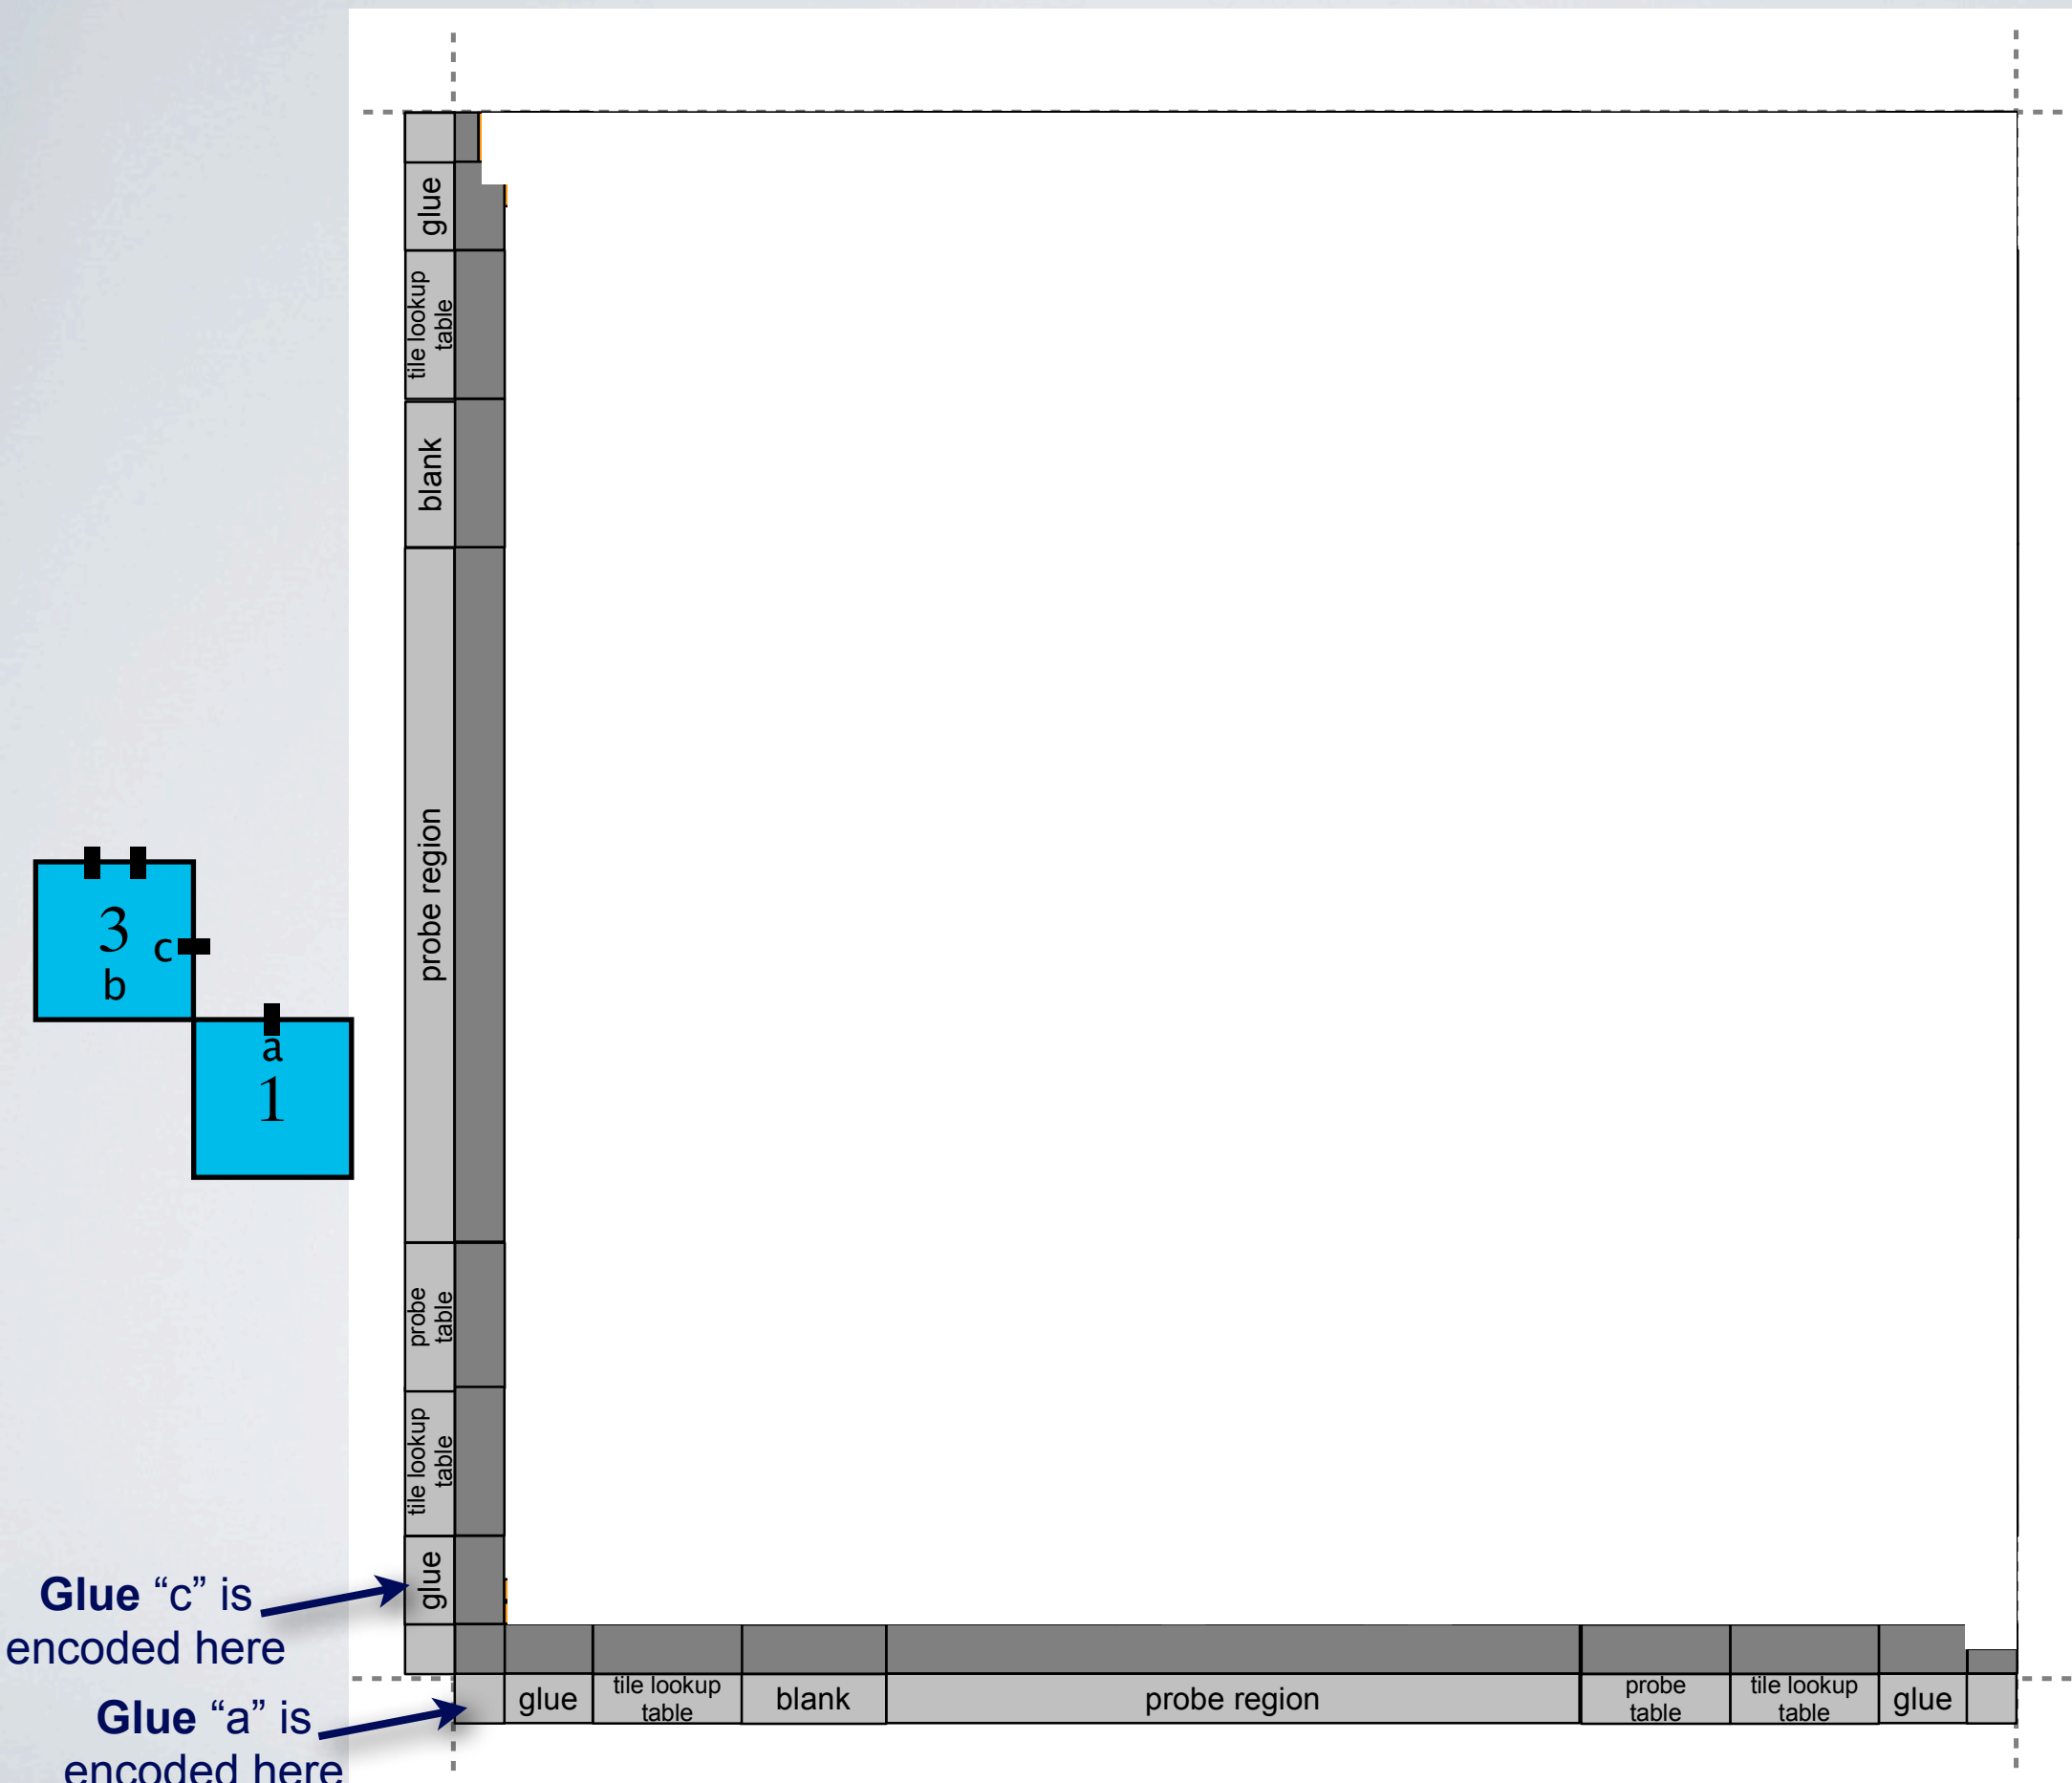 glue
tile lookup
table
blank
probe region
probe
table
tile lookup
table
glue
3
c
b
a
1
Glue “c” is
encoded here
Glue “a” is
encoded here
glue
tile lookup
table
blank
probe region
probe
table
tile lookup
table
glue